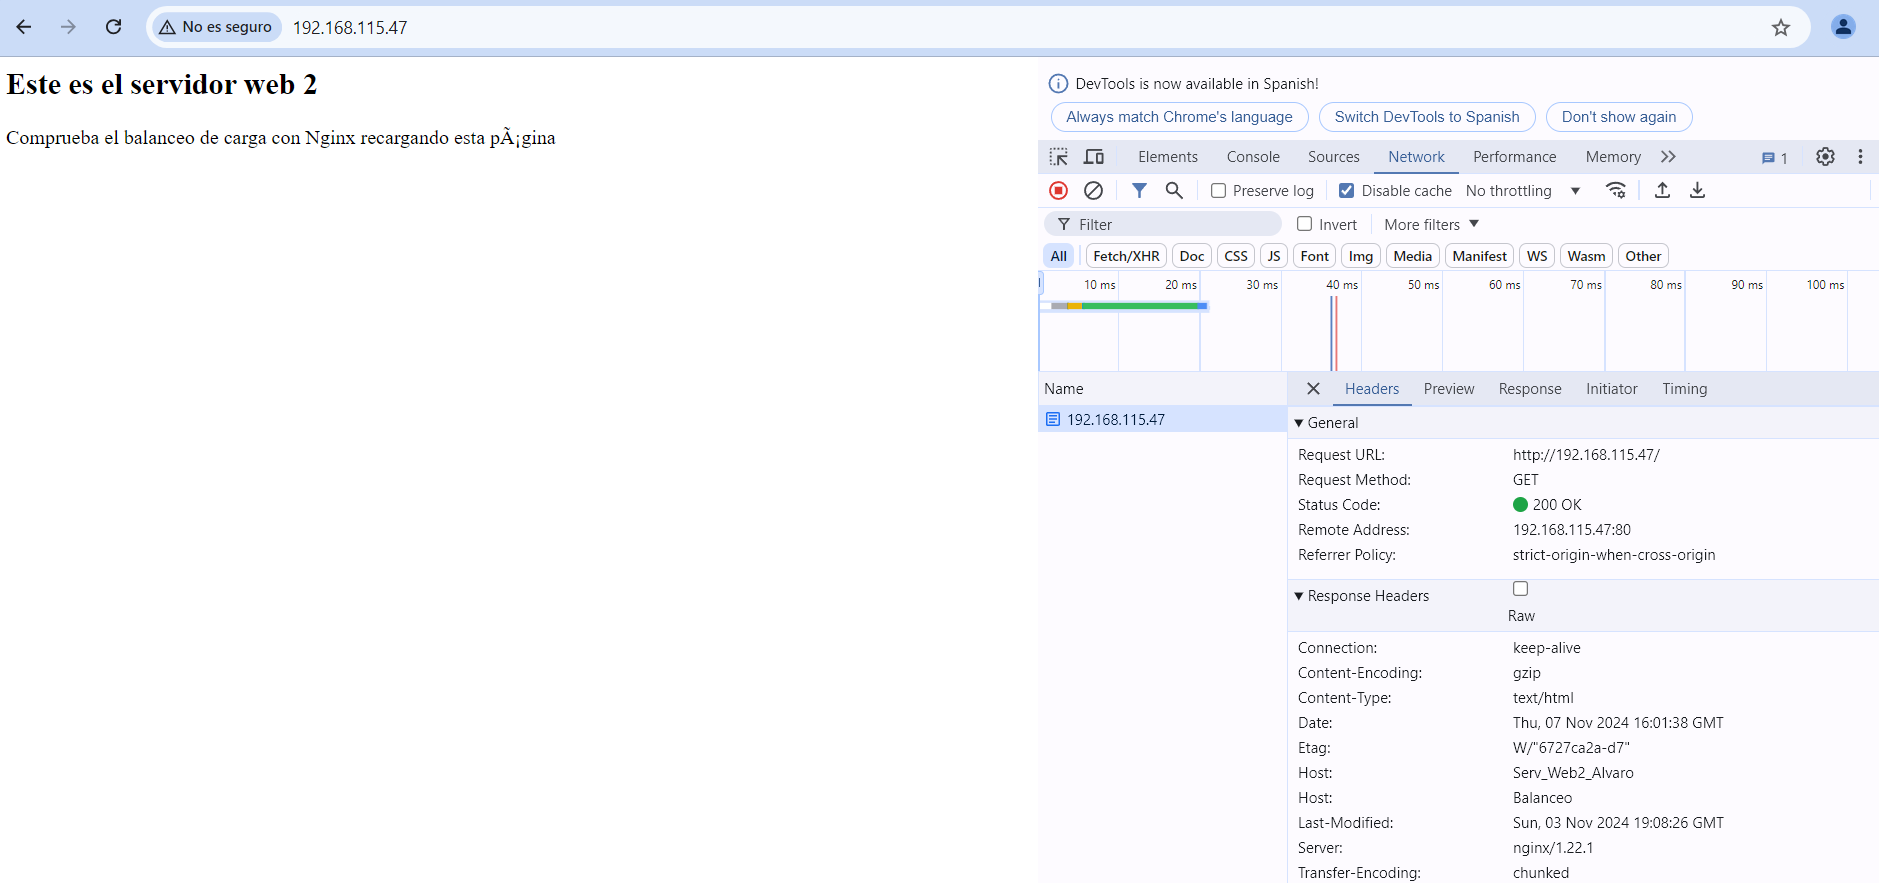 No es seguro 192.168.115.47
Este es el servidor web 2
Comprueba el balanceo de carga con Nginx recargando esta pÃ¡gina
DevTools is now available in Spanish!
Always match Chrome's language Switch DevTools to Spanish Don't show again
Elements Console Sources Network Performance Memory 1
Preserve log Disable cache No throttling
Filter Invert More filters
All Fetch/XHR Doc CSS JS Font Img Media Manifest WS Wasm Other
10 ms 20 ms 30 ms 40 ms 50 ms 60 ms 70 ms 80 ms 90 ms 100 ms
Name Headers Preview Response Initiator Timing
192.168.115.47
General
Request URL: http://192.168.115.47/
Request Method: GET
Status Code: 200 OK
Remote Address: 192.168.115.47:80
Referrer Policy: strict-origin-when-cross-origin
Response Headers
Raw
Connection: keep-alive
Content-Encoding: gzip
Content-Type: text/html
Date: Thu, 07 Nov 2024 16:01:38 GMT
Etag: W/"6727ca2a-d7"
Host: Serv_Web2_Alvaro
Host: Balanceo
Last-Modified: Sun, 03 Nov 2024 19:08:26 GMT
Server: nginx/1.22.1
Transfer-Encoding: chunked